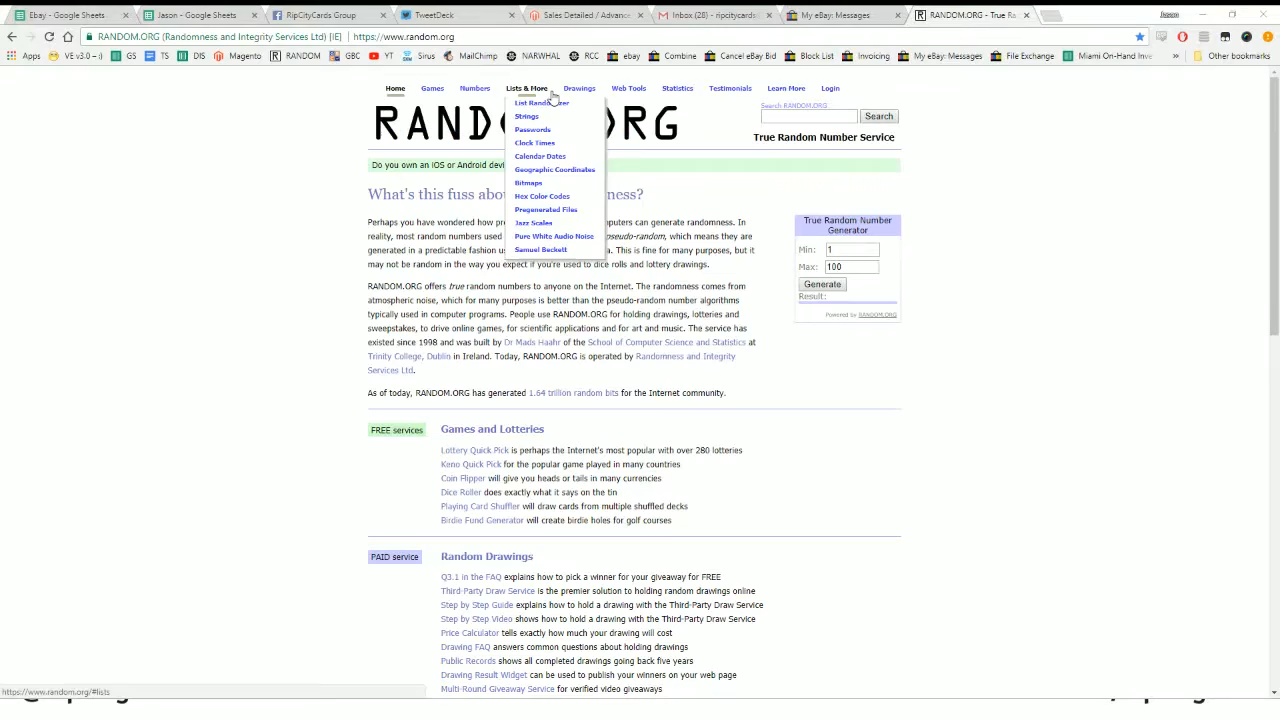 Ebay - Google Sheets
Jason - Google Sheets
RipCityCards Group
TweetDeck
Sales Detailed / Advance
Inbox (28) - ripcitycards
My eBay: Messages
RANDOM.ORG - True Ra
Jason
RANDOM.ORG (Randomness and Integrity Services Ltd) [IE] https://www.random.org
Apps VE v3.0 -: GS TS DIS Magento RANDOM GBC YT Sirus MailChimp NARWHAL RCC ebay Combine Cancel eBay Bid Block List Invoicing My eBay: Messages File Exchange Miami On-Hand Inve » Other bookmarks
Home Games Numbers Lists & More Drawings Web Tools Statistics Testimonials Learn More Login
Strings
Passwords
Clock Times
Calendar Dates
Geographic Coordinates
Bitmaps
Hex Color Codes
Pregenerated Files
Jazz Scales
Pure White Audio Noise
Samuel Beckett
Search RANDOM.ORG
Search
True Random Number Service
Do you own an iOS or Android devi
What's this fuss abo ness?
Perhaps you have wondered how pre puters can generate randomness. In
reality, most random numbers used pseudo-random, which means they are
generated in a predictable fashion us a. This is fine for many purposes, but it
may not be random in the way you expect if you're used to dice rolls and lottery drawings.
RANDOM.ORG offers true random numbers to anyone on the Internet. The randomness comes from
atmospheric noise, which for many purposes is better than the pseudo-random number algorithms
typically used in computer programs. People use RANDOM.ORG for holding drawings, lotteries and
sweepstakes, to drive online games, for scientific applications and for art and music. The service has
existed since 1998 and was built by Dr Mads Haahr of the School of Computer Science and Statistics at
Trinity College, Dublin in Ireland. Today, RANDOM.ORG is operated by Randomness and Integrity
Services Ltd.
As of today, RANDOM.ORG has generated 1.64 trillion random bits for the Internet community.
True Random Number
Generator
Min: 1
Max: 100
Generate
Result:
Powered by RANDOM.ORG
FREE services
Games and Lotteries
Lottery Quick Pick is perhaps the Internet's most popular with over 280 lotteries
Keno Quick Pick for the popular game played in many countries
Coin Flipper will give you heads or tails in many currencies
Dice Roller does exactly what it says on the tin
Playing Card Shuffler will draw cards from multiple shuffled decks
Birdie Fund Generator will create birdie holes for golf courses
PAID service
Random Drawings
Q3.1 in the FAQ explains how to pick a winner for your giveaway for FREE
Third-Party Draw Service is the premier solution to holding random drawings online
Step by Step Guide explains how to hold a drawing with the Third-Party Draw Service
Step by Step Video shows how to hold a drawing with the Third-Party Draw Service
Price Calculator tells exactly how much your drawing will cost
Drawing FAQ answers common questions about holding drawings
Public Records shows all completed drawings going back five years
Drawing Result Widget can be used to publish your winners on your web page
Multi-Round Giveaway Service for verified video giveaways
https://www.random.org/#lists